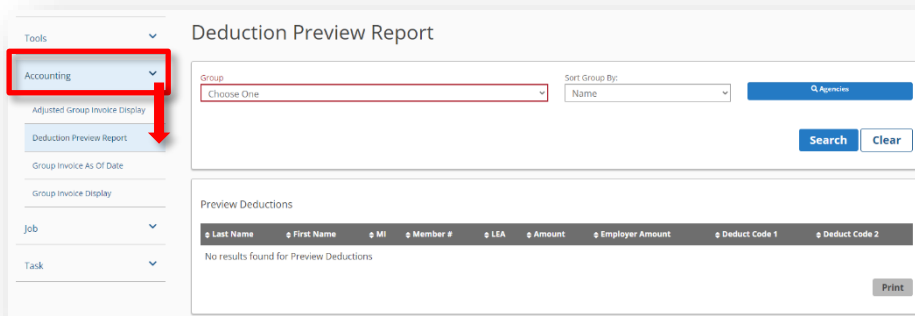 Tools
Accounting
Adjusted Group Invoice Display
Deduction Preview Report
Group Invoice As Of Date
Group Invoice Display
Job
Task
Deduction Preview Report
Group
Choose One
Sort Group By:
Name
Agencies
Search Clear
Preview Deductions
Last Name First Name MI Member # LEA Amount Employer Amount Deduct Code 1 Deduct Code 2
No results found for Preview Deductions
Print